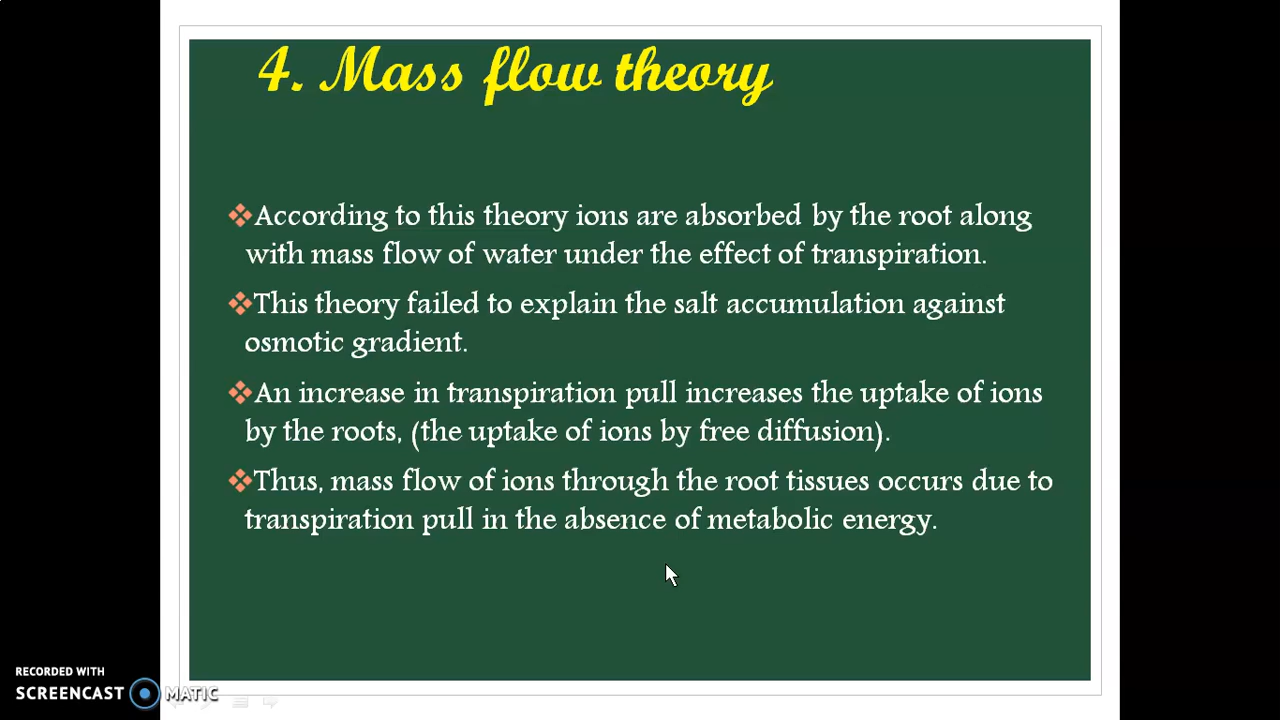 4. Mass flow theory
❖According to this theory ions are absorbed by the root along
with mass flow of water under the effect of transpiration.
❖This theory failed to explain the salt accumulation against
osmotic gradient.
❖An increase in transpiration pull increases the uptake of ions
by the roots, (the uptake of ions by free diffusion).
❖Thus, mass flow of ions through the root tissues occurs due to
transpiration pull in the absence of metabolic energy.
RECORDED WITH
SCREENCAST MATIC